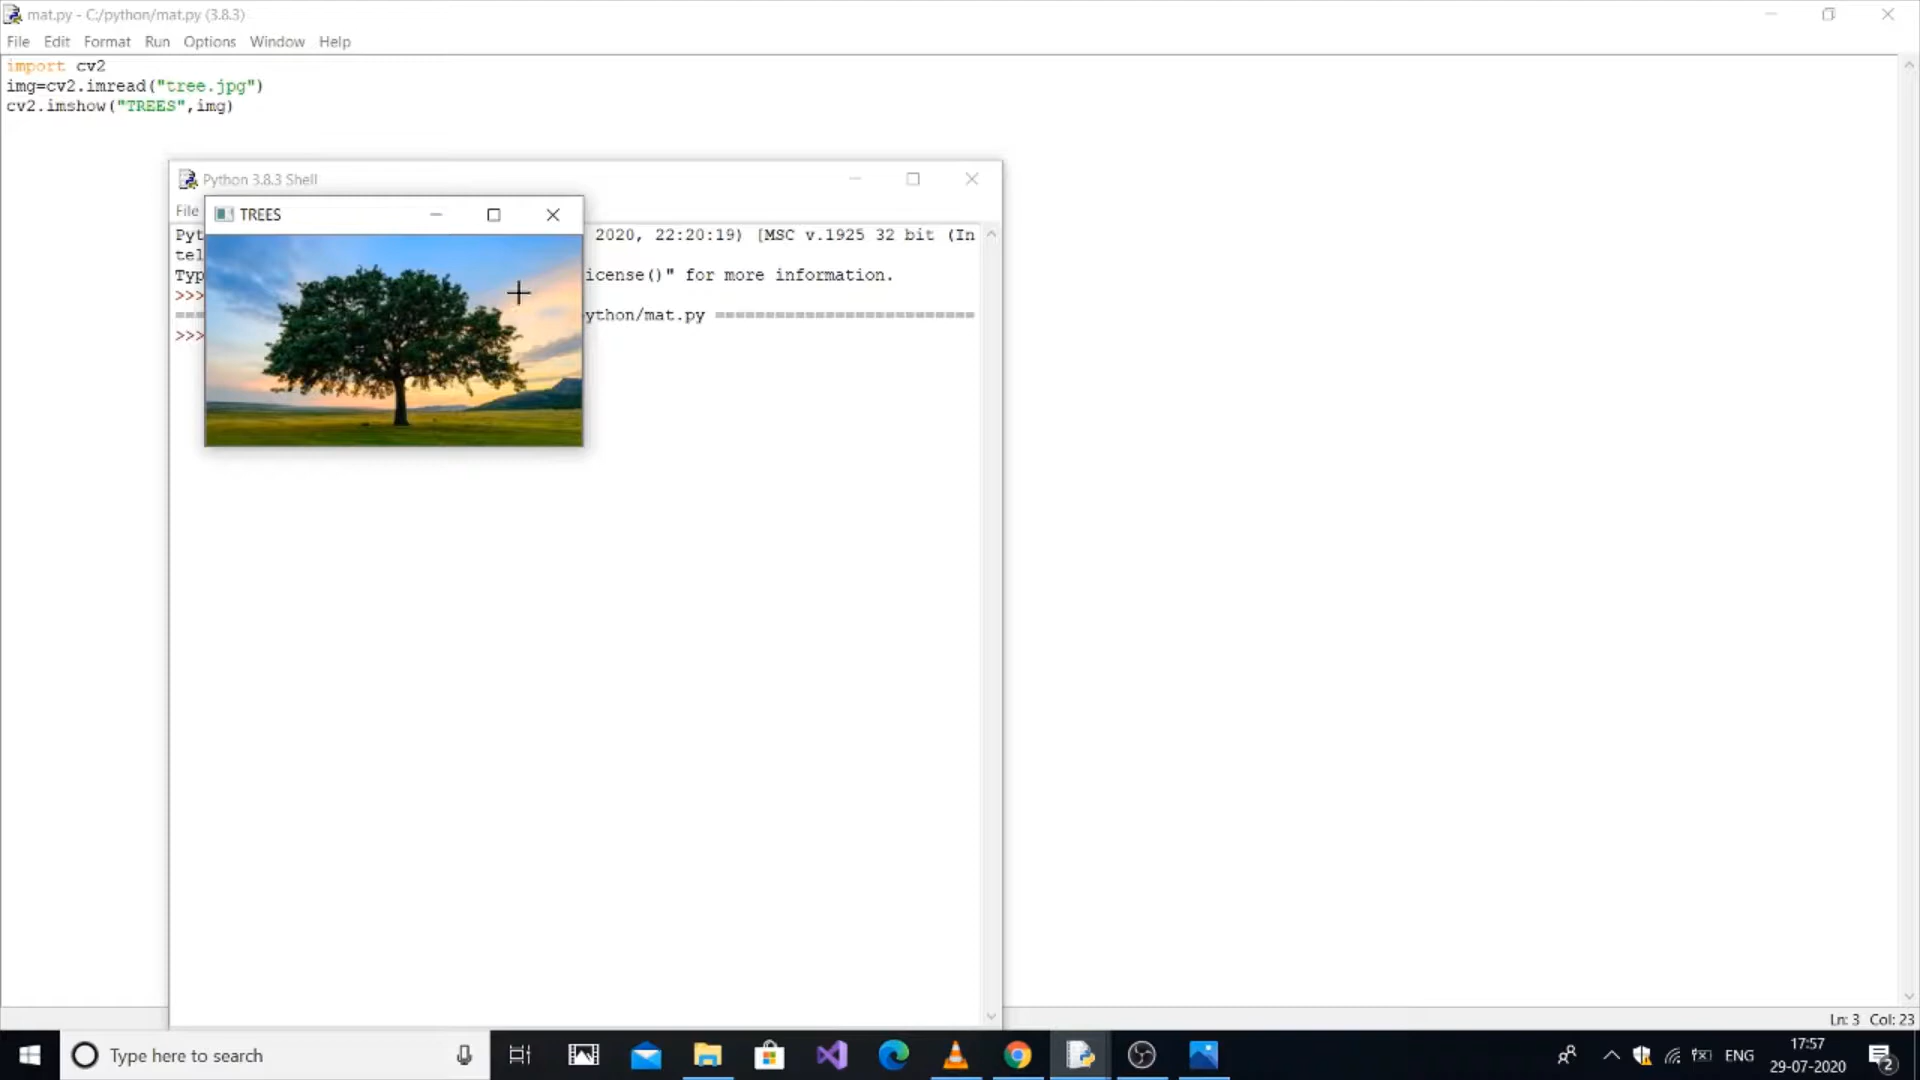 mat.py - C:/python/mat.py (3.8.3)
File Edit Format Run Options Window Help
import cv2
img=cv2.imread("tree.jpg")
cv2.imshow("TREES",img)
Python 3.8.3 Shell
File
TREES
Pyt 2020, 22:20:19) [MSC v.1925 32 bit (In
tel
Typ icense()" for more information.
>>>
=== ython/mat.py ==========================
>>>
Ln: 3 Col: 23
Type here to search
ENG
17:57
29-07-2020
2